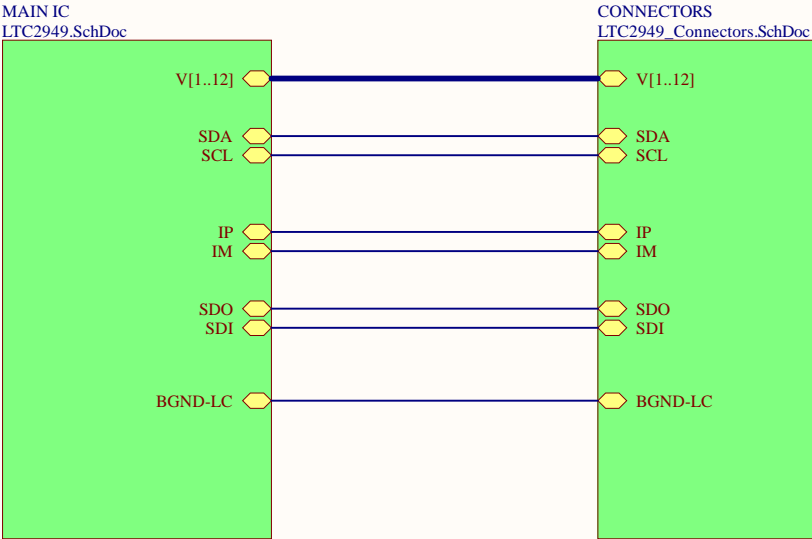 MAIN IC
LTC2949.SchDoc
CONNECTORS
LTC2949_Connectors.SchDoc
V[1..12]
V[1..12]
SDA
SDA
SCL
SCL
IP
IP
IM
IM
SDO
SDO
SDI
SDI
BGND-LC
BGND-LC